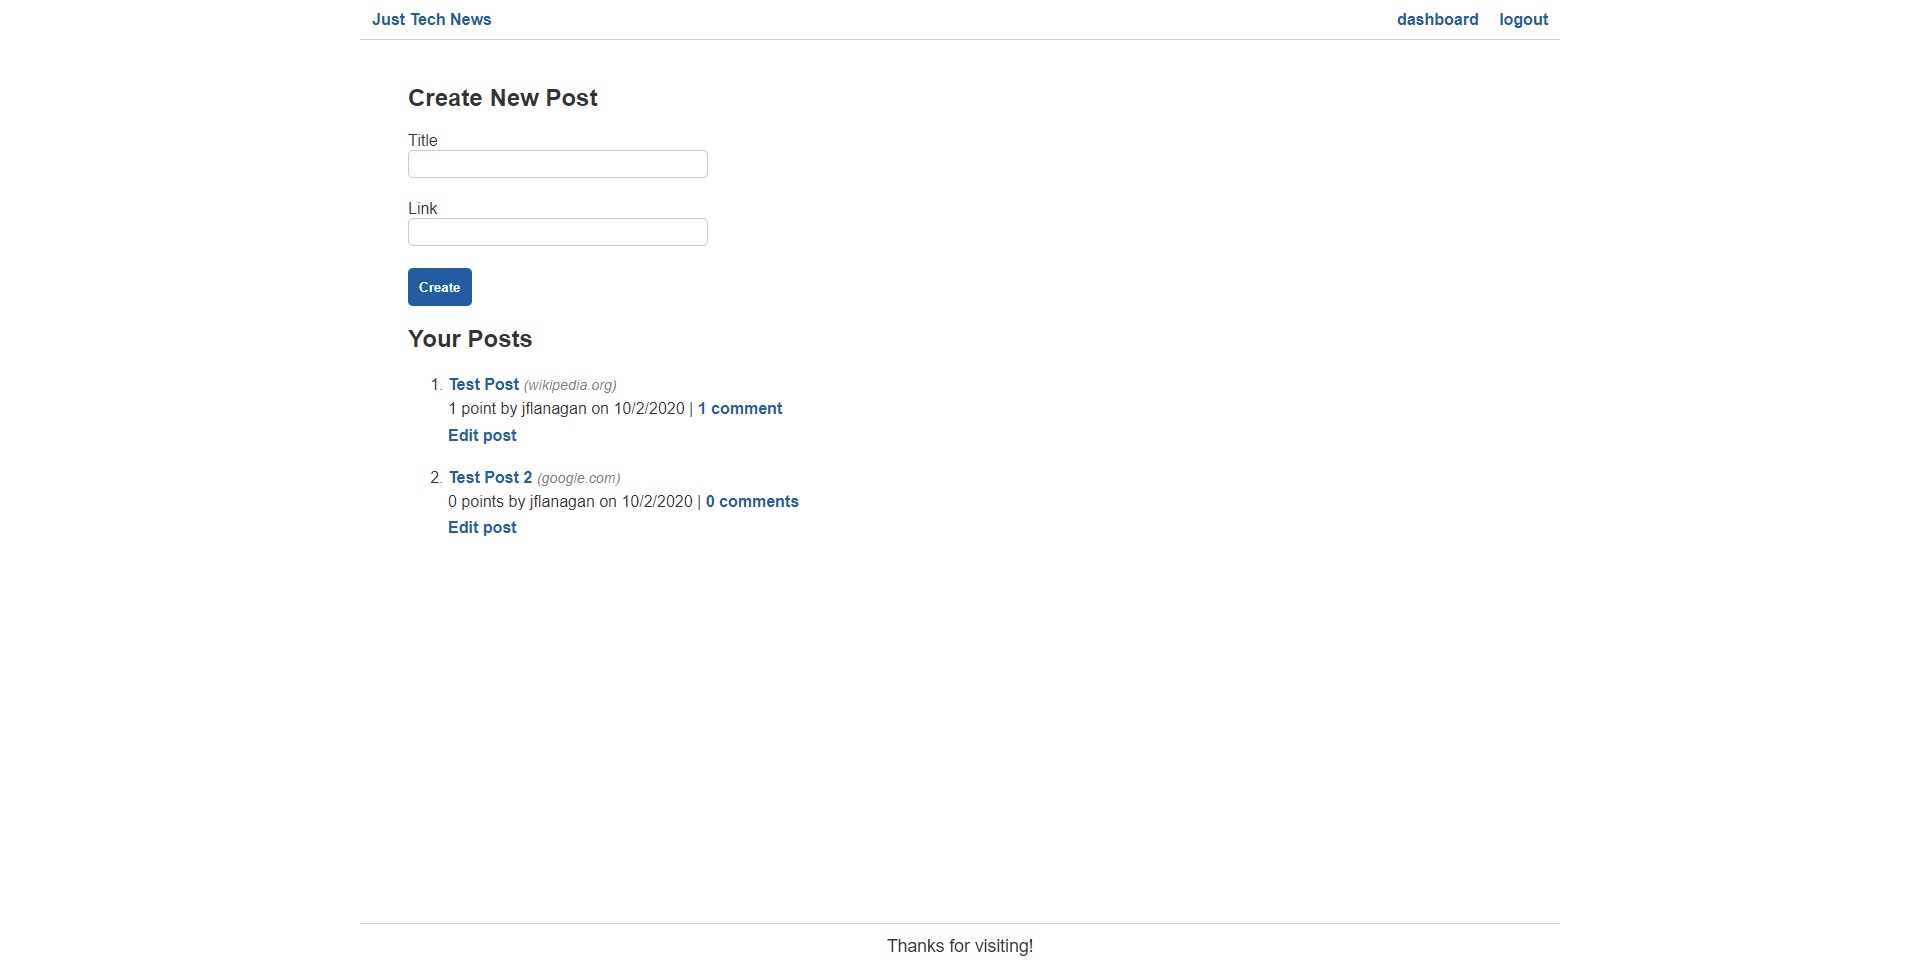 Just Tech News dashboard logout
Create New Post
Title
Link
Create
Your Posts
1. Test Post (wikipedia.org)
1 point by jflanagan on 10/2/2020 | 1 comment
Edit post
2. Test Post 2 (google.com)
0 points by jflanagan on 10/2/2020 | 0 comments
Edit post
Thanks for visiting!